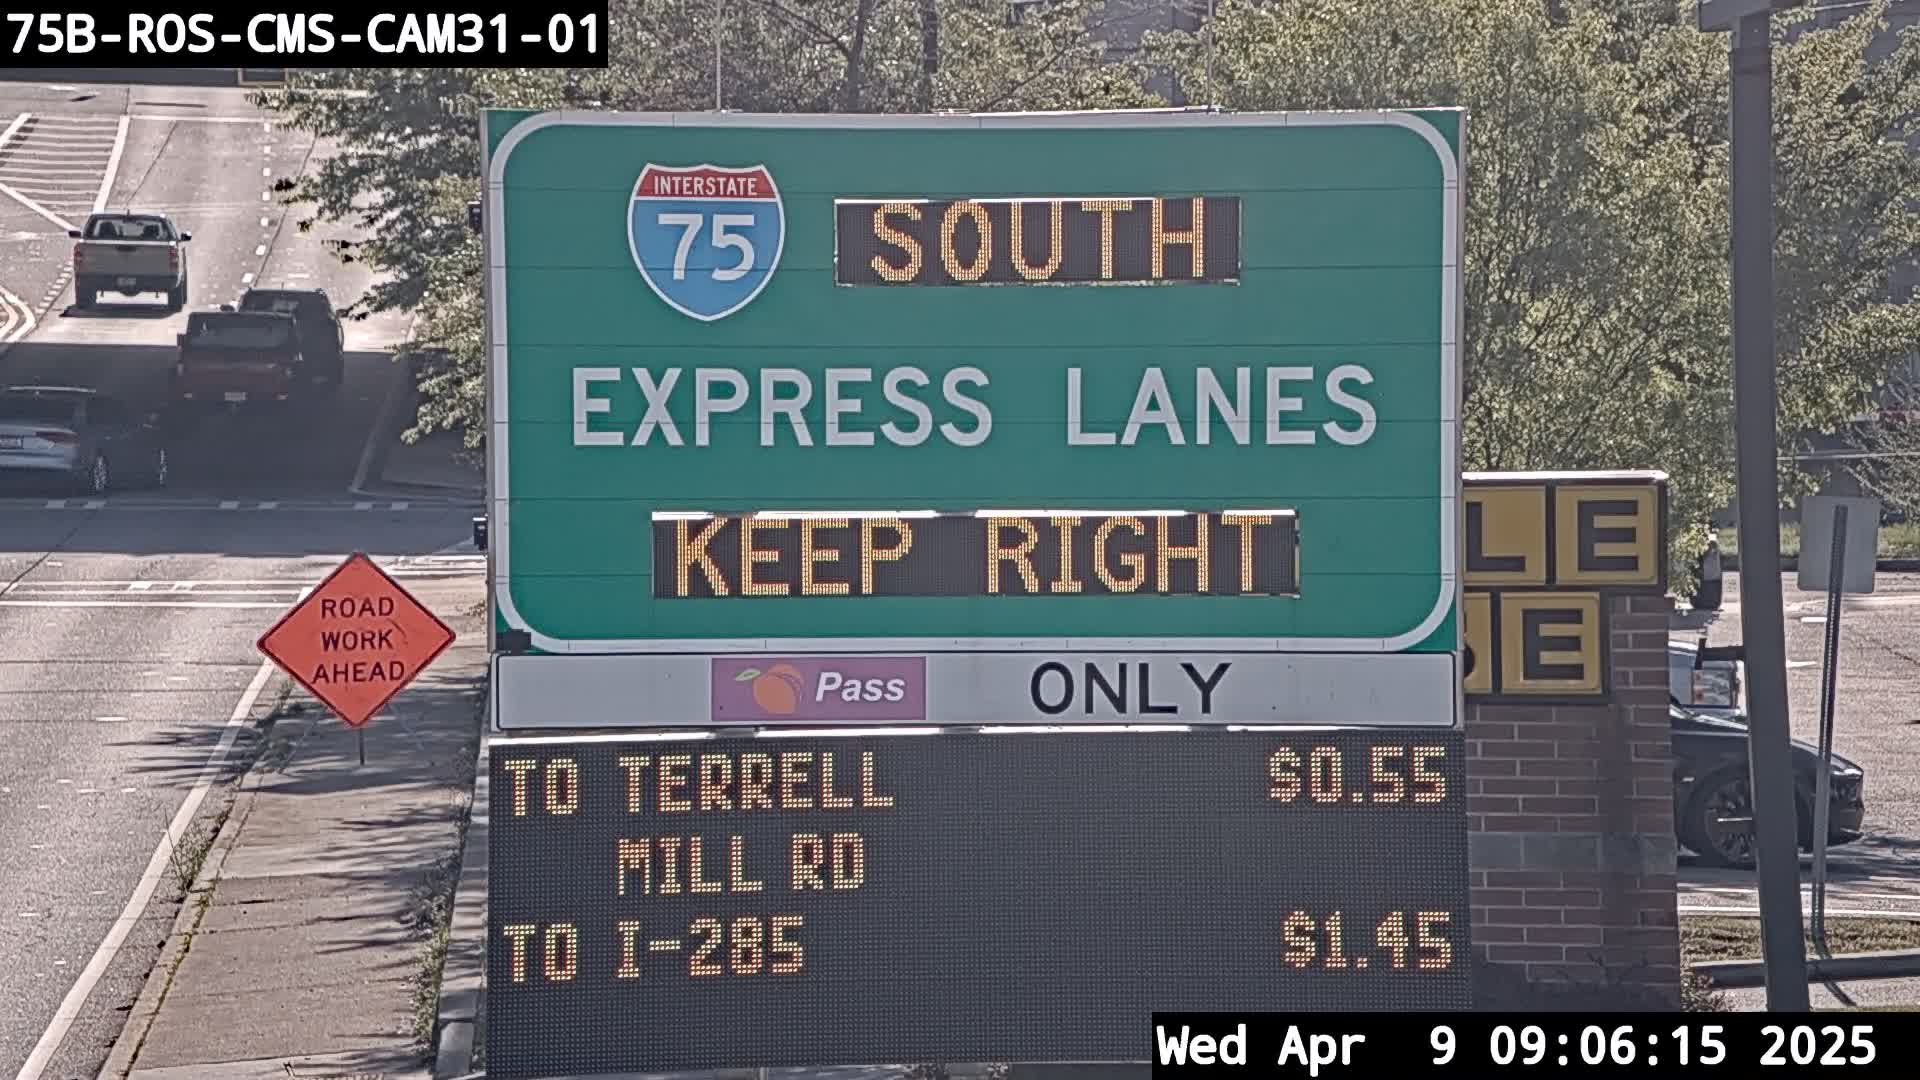 75B-ROS-CMS-CAM31-01
INTERSTATE
75
SOUTH
EXPRESS LANES
KEEP RIGHT
LE
E
ROAD
WORK
AHEAD
Pass ONLY
TO TERRELL $0.55
MILL RD
TO I-285 $1.45
Wed Apr 9 09:06:15 2025